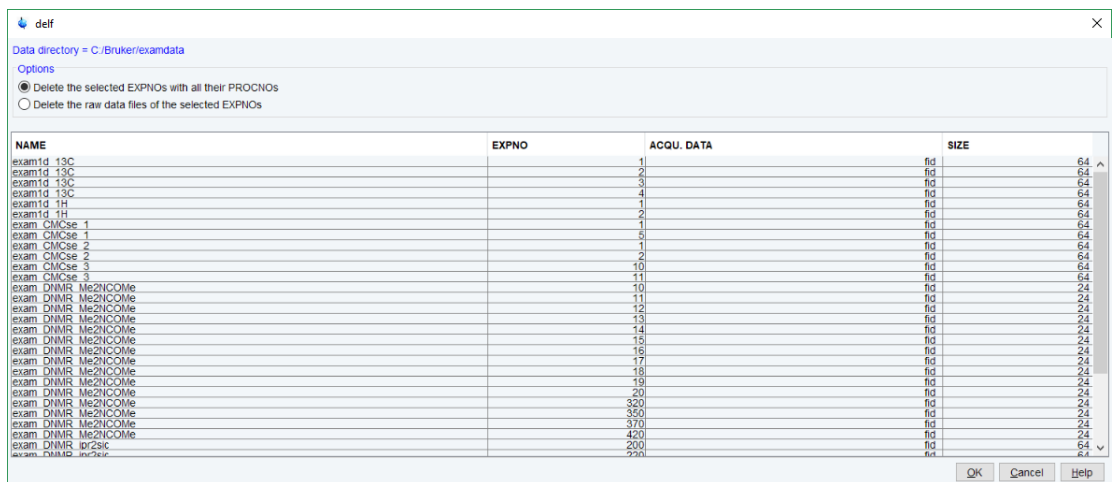 delf
Data directory = C:/Bruker/examdata
Options
Delete the selected EXPNOs with all their PROCNOs
Delete the raw data files of the selected EXPNOs
NAME EXPNO ACQU. DATA SIZE
exam1d_13C 1 fid 64
exam1d_13C 2 fid 64
exam1d_13C 3 fid 64
exam1d_13C 4 fid 64
exam1d_1H 1 fid 64
exam1d_1H 2 fid 64
exam_CMCse_1 1 fid 64
exam_CMCse_1 5 fid 64
exam_CMCse_2 1 fid 64
exam_CMCse_2 2 fid 64
exam_CMCse_3 10 fid 64
exam_CMCse_3 11 fid 64
exam_DNMR_Me2NCOMe 10 fid 24
exam_DNMR_Me2NCOMe 11 fid 24
exam_DNMR_Me2NCOMe 12 fid 24
exam_DNMR_Me2NCOMe 13 fid 24
exam_DNMR_Me2NCOMe 14 fid 24
exam_DNMR_Me2NCOMe 15 fid 24
exam_DNMR_Me2NCOMe 16 fid 24
exam_DNMR_Me2NCOMe 17 fid 24
exam_DNMR_Me2NCOMe 18 fid 24
exam_DNMR_Me2NCOMe 19 fid 24
exam_DNMR_Me2NCOMe 20 fid 24
exam_DNMR_Me2NCOMe 320 fid 24
exam_DNMR_Me2NCOMe 350 fid 24
exam_DNMR_Me2NCOMe 370 fid 24
exam_DNMR_Me2NCOMe 420 fid 24
exam_DNMR_ipr2sic 200 fid 64
exam_DNMR_ipr2sic 220 fid 64
OK Cancel Help